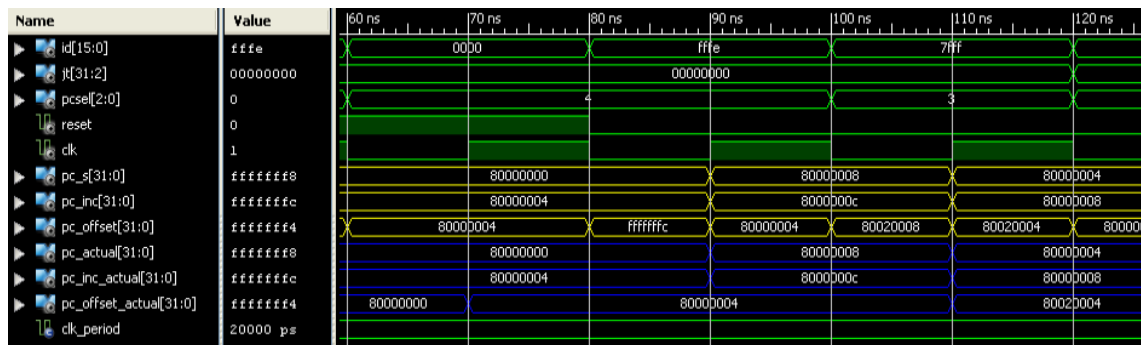 Name Value 60 ns 70 ns 80 ns 90 ns 100 ns 110 ns 120 ns
id[15:0] fffe 0000 fffe 7fff
jt[31:2] 00000000 00000000
pcsel[2:0] 0 4 3
reset 0
clk 1
pc_s[31:0] fffffff8 80000000 80000008 80000004
pc_inc[31:0] fffffffc 80000004 8000000c 80000008
pc_offset[31:0] fffffff4 80000004 fffffffc 80000004 80020008 80020004 80000
pc_actual[31:0] fffffff8 80000000 80000008 80000004
pc_inc_actual[31:0] fffffffc 80000004 8000000c 80000008
pc_offset_actual[31:0] fffffff4 80000000 80000004 80020004
clk_period 20000 ps